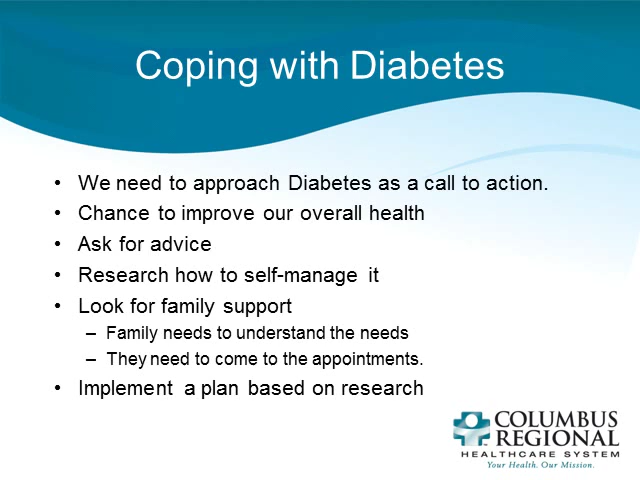 Coping with Diabetes
• We need to approach Diabetes as a call to action.
• Chance to improve our overall health
• Ask for advice
• Research how to self-manage it
• Look for family support
– Family needs to understand the needs
– They need to come to the appointments.
• Implement a plan based on research
COLUMBUS
REGIONAL
HEALTHCARE SYSTEM
Your Health. Our Mission.